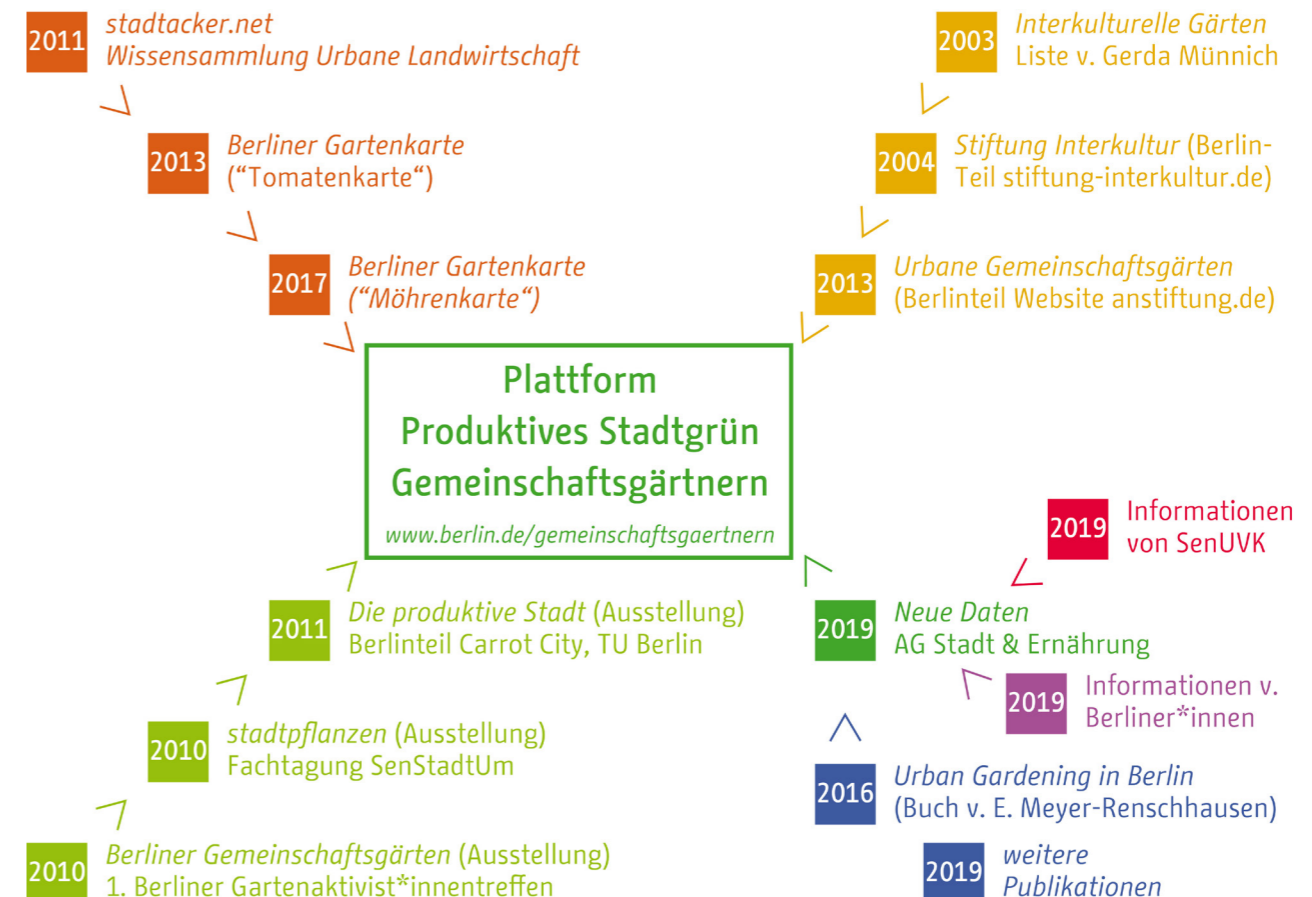 2011
stadtacker.net
Wissensammlung Urbane Landwirtschaft
2013
Berliner Gartenkarte
(“Tomatenkarte“)
2017
Berliner Gartenkarte
(“Möhrenkarte“)
2003
Interkulturelle Gärten
Liste v. Gerda Münnich
2004
Stiftung Interkultur (Berlin-
Teil stiftung-interkultur.de)
2013
Urbane Gemeinschaftsgärten
(Berlinteil Website anstiftung.de)
Plattform
Produktives Stadtgrün
Gemeinschaftsgärtnern
www.berlin.de/gemeinschaftsgaertnern
2011
Die produktive Stadt (Ausstellung)
Berlinteil Carrot City, TU Berlin
2010
stadtpflanzen (Ausstellung)
Fachtagung SenStadtUm
2010
Berliner Gemeinschaftsgärten (Ausstellung)
1. Berliner Gartenaktivist*innentreffen
2019
Informationen
von SenUVK
2019
Neue Daten
AG Stadt & Ernährung
2019
Informationen v.
Berliner*innen
2016
Urban Gardening in Berlin
(Buch v. E. Meyer-Renschhausen)
2019
weitere
Publikationen